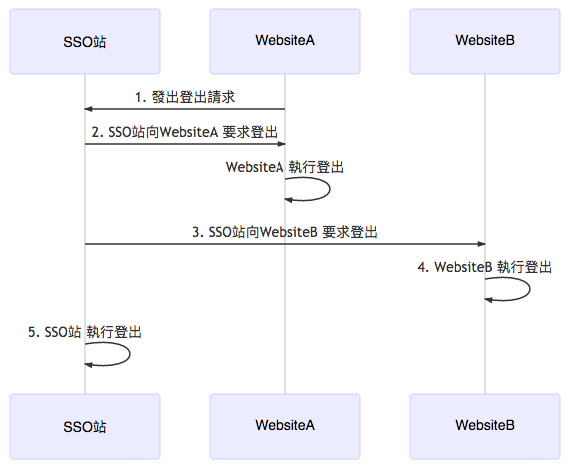 SSO站
WebsiteA
WebsiteB
1. 發出登出請求
2. SSO站向WebsiteA 要求登出
WebsiteA 執行登出
3. SSO站向WebsiteB 要求登出
4. WebsiteB 執行登出
5. SSO站 執行登出
SSO站
WebsiteA
WebsiteB